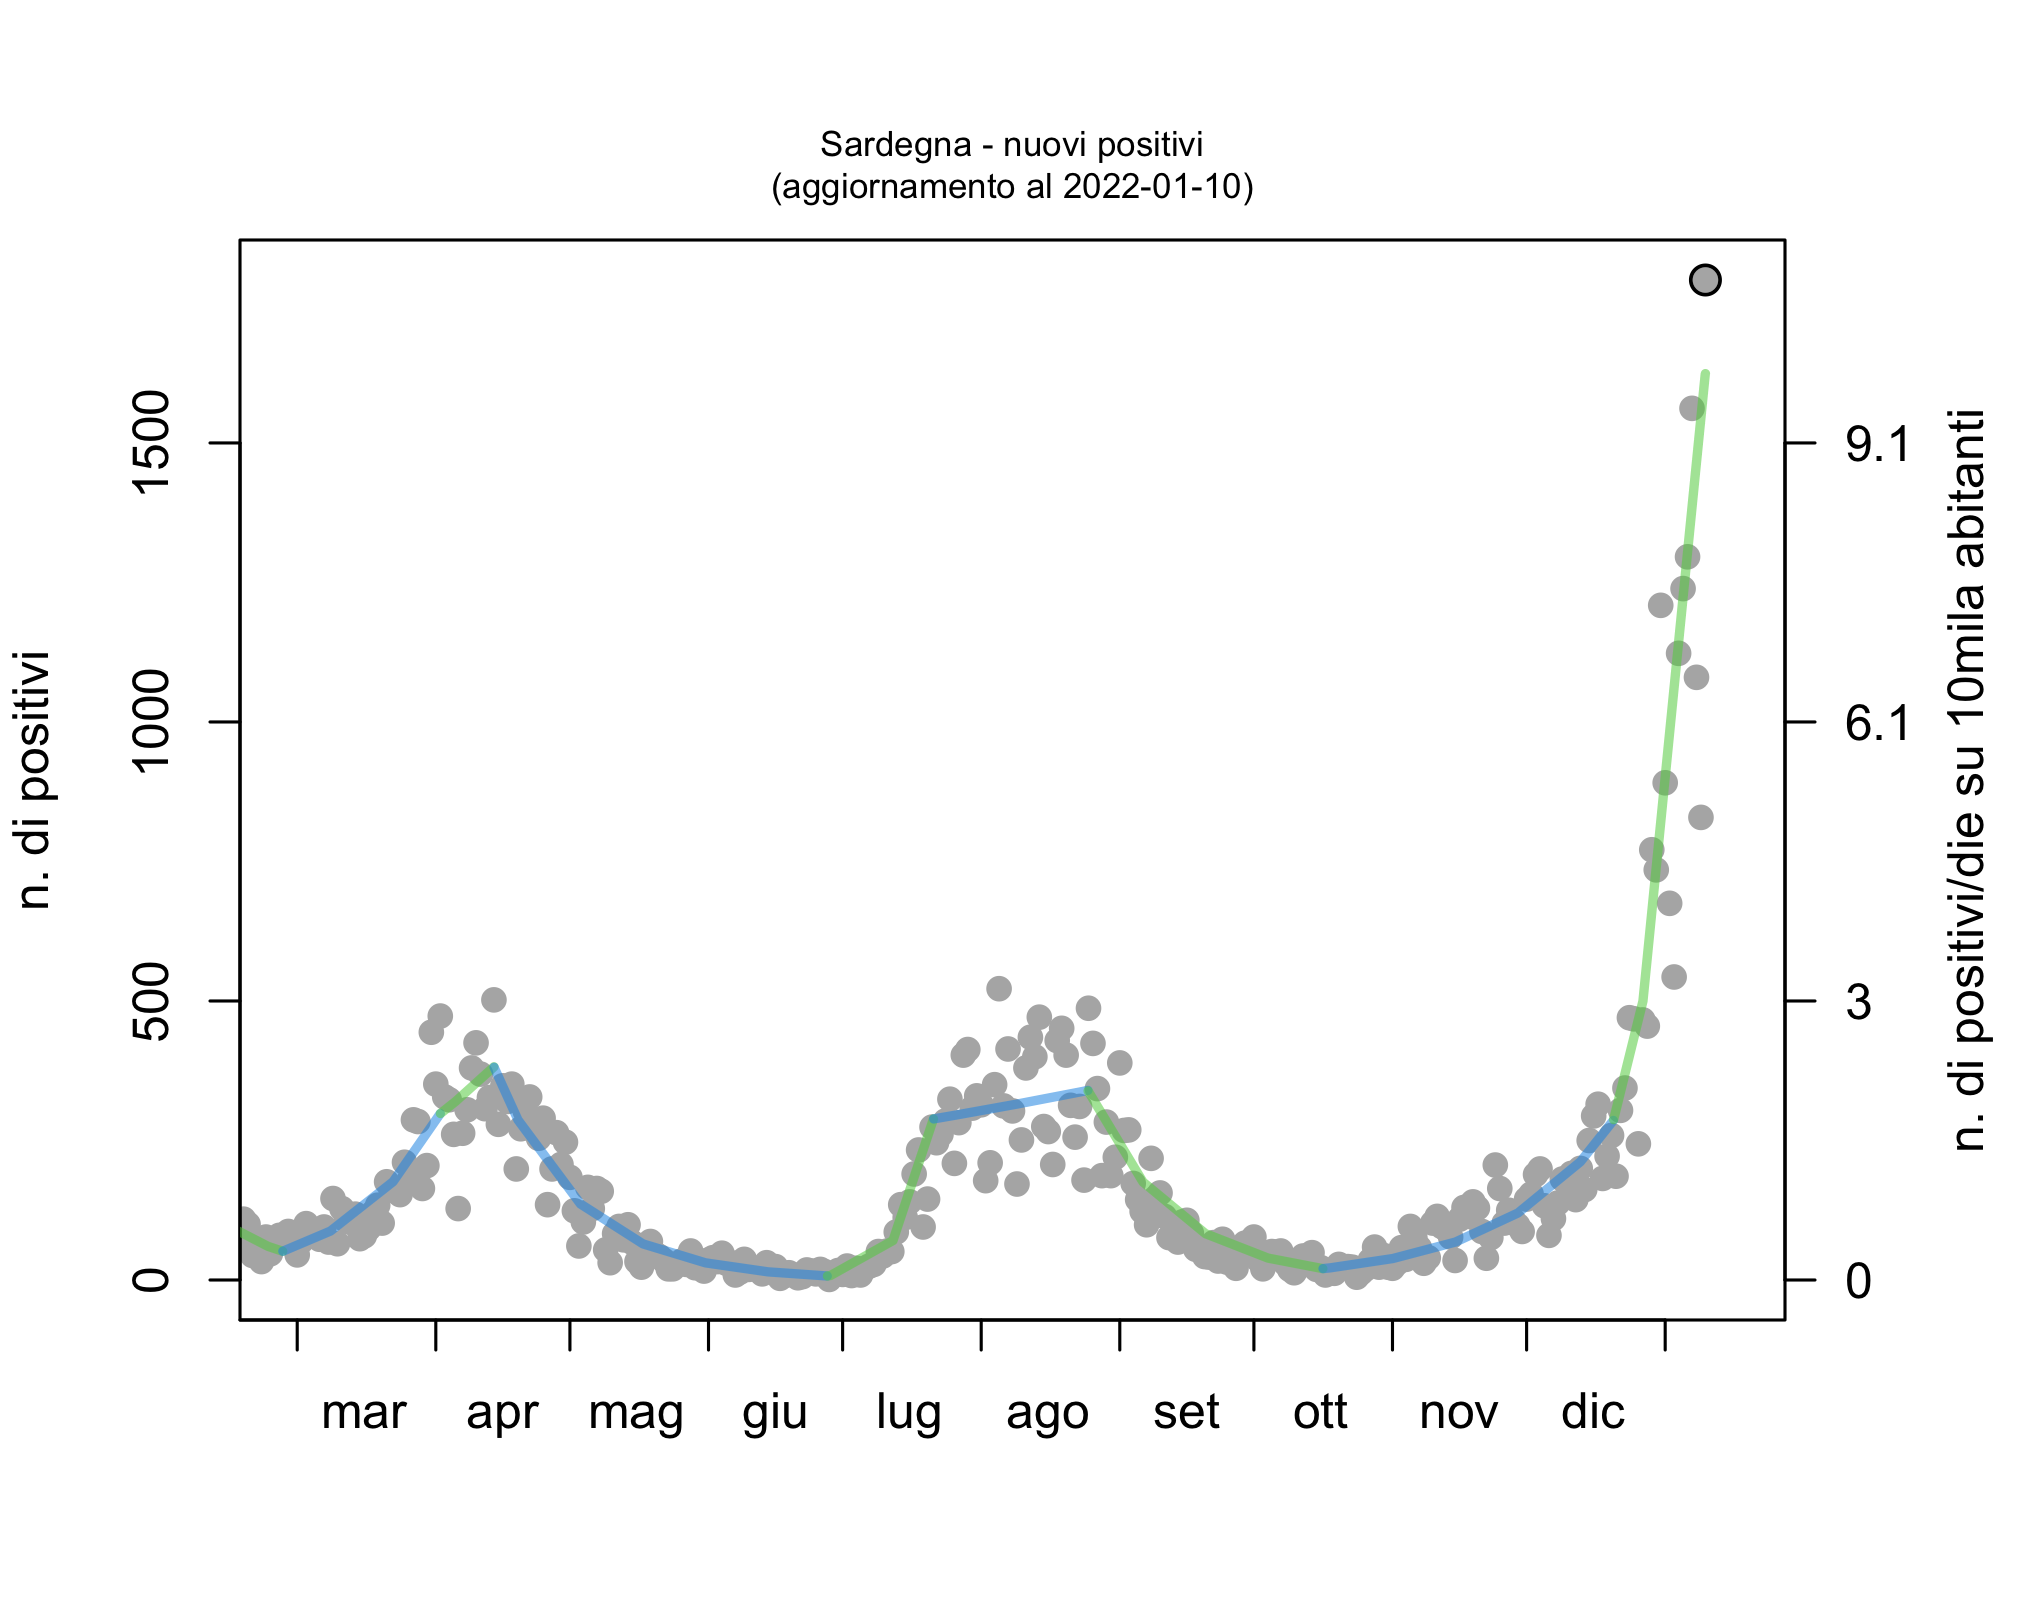 Sardegna - nuovi positivi
(aggiornamento al 2022-01-10)
n. di positivi
1500
1000
500
0
9.1
6.1
3
0
n. di positivi/die su 10mila abitanti
mar apr mag giu lug ago set ott nov dic